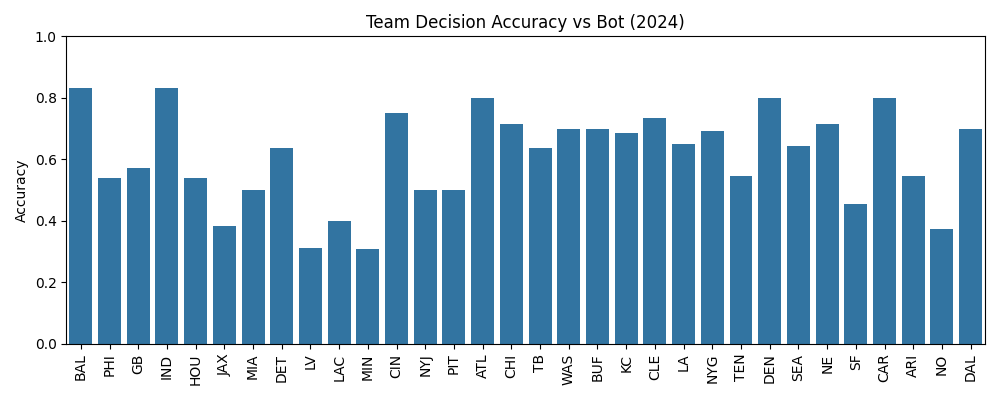 Team Decision Accuracy vs Bot (2024)
Accuracy
1.0
0.8
0.6
0.4
0.2
0.0
BAL
PHI
GB
IND
HOU
JAX
MIA
DET
LV
LAC
MIN
CIN
NYJ
PIT
ATL
CHI
TB
WAS
BUF
KC
CLE
LA
NYG
TEN
DEN
SEA
NE
SF
CAR
ARI
NO
DAL